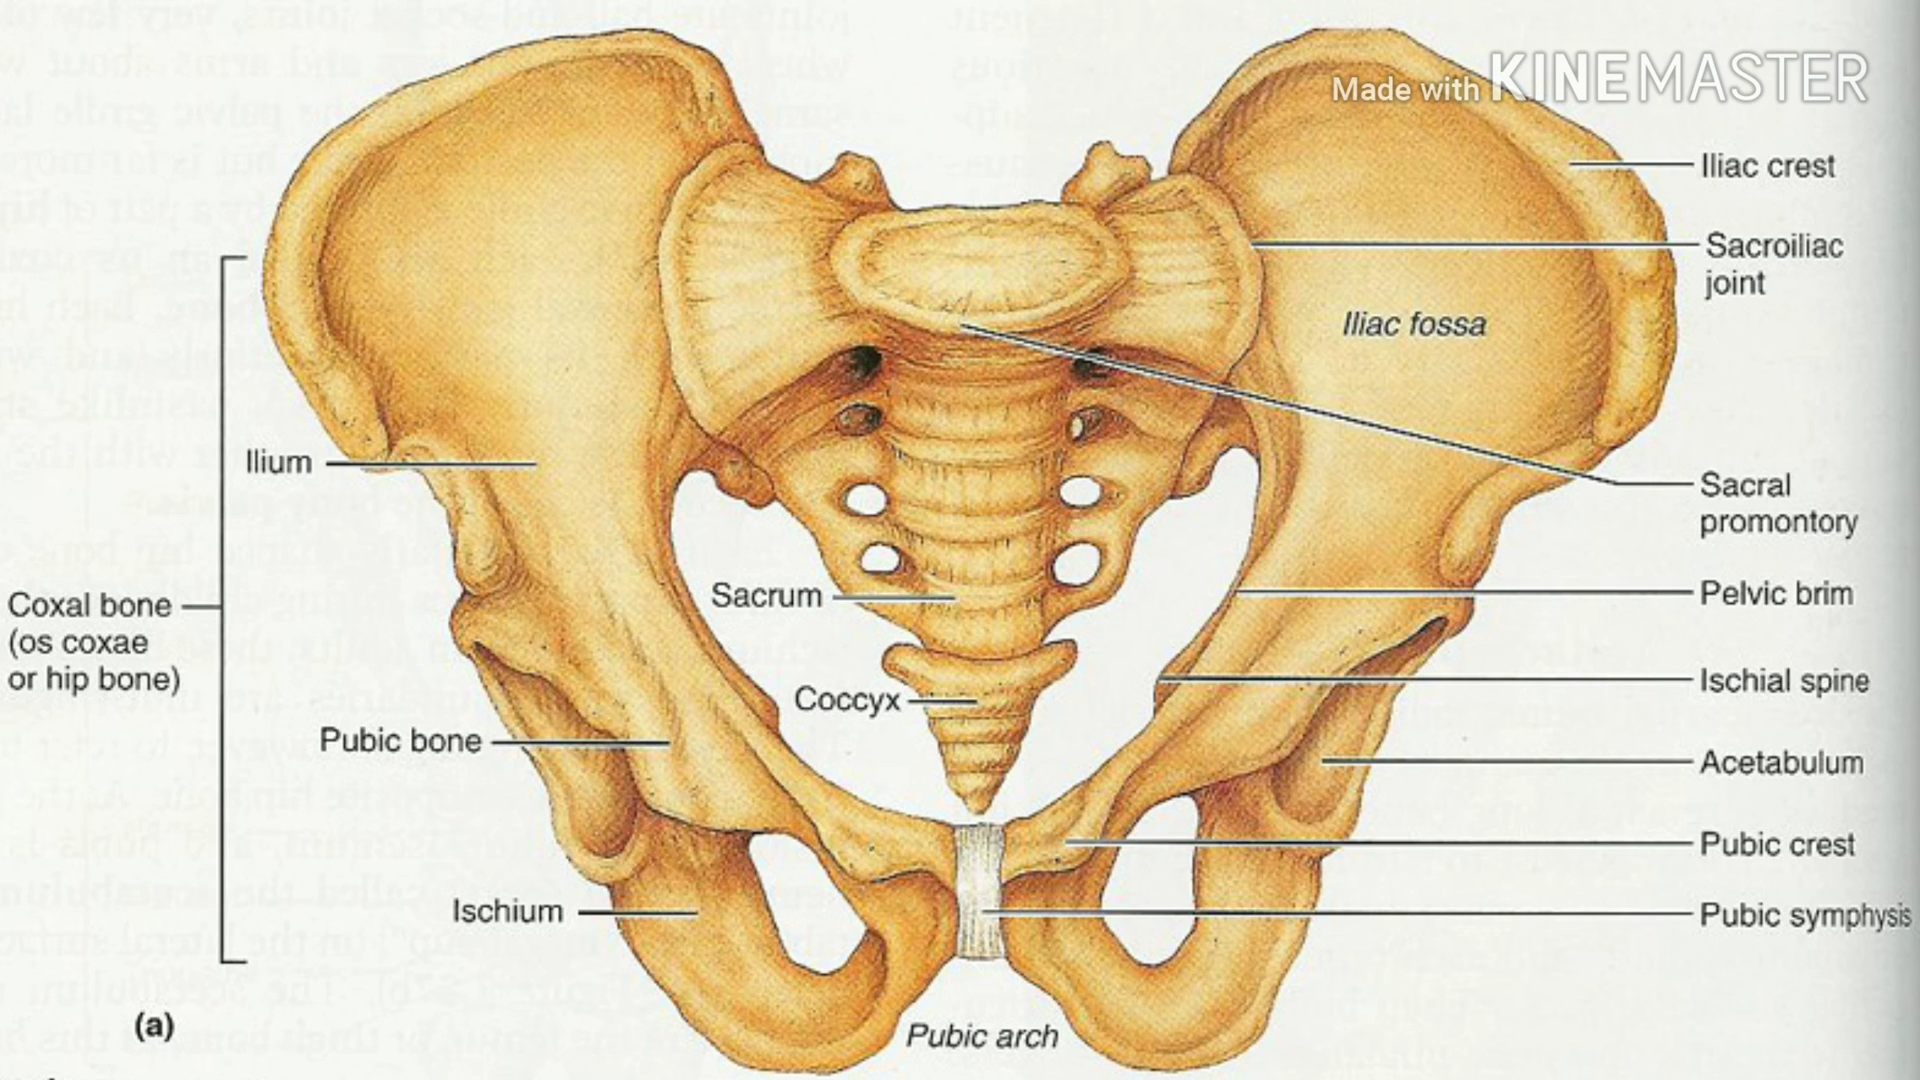 Made with KINEMASTER
Iliac crest
Sacroiliac
joint
Iliac fossa
Ilium
Sacral
promontory
Sacrum
Pelvic brim
Coxal bone
(os coxae
or hip bone)
Coccyx
Ischial spine
Pubic bone
Acetabulum
Pubic crest
Ischium
Pubic symphysis
(a)
Pubic arch